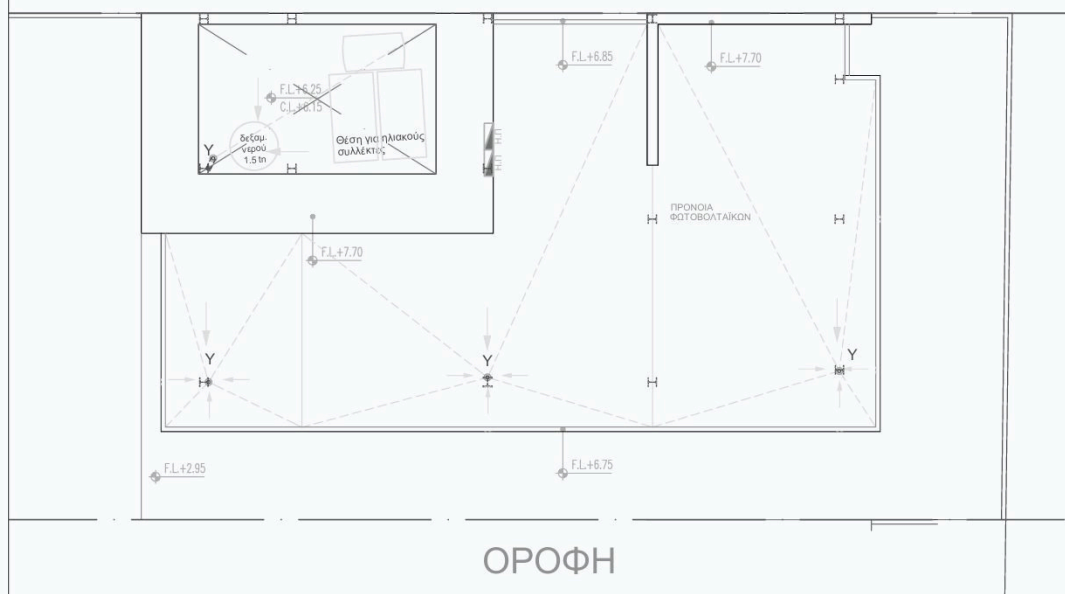 F.L.+6.85
F.L.+7.70
F.L.+6.25
C.L.+6.15
δεξαμ.
νερού
1.5 tn
Y
Θέση για ηλιακούς
συλλέκτες
Η.Π
Η.Π
ΠΡΟΝΟΙΑ
ΦΩΤΟΒΟΛΤΑΪΚΩΝ
F.L.+7.70
Y
Y
Y
F.L.+2.95
F.L.+6.75
ΟΡΟΦΗ